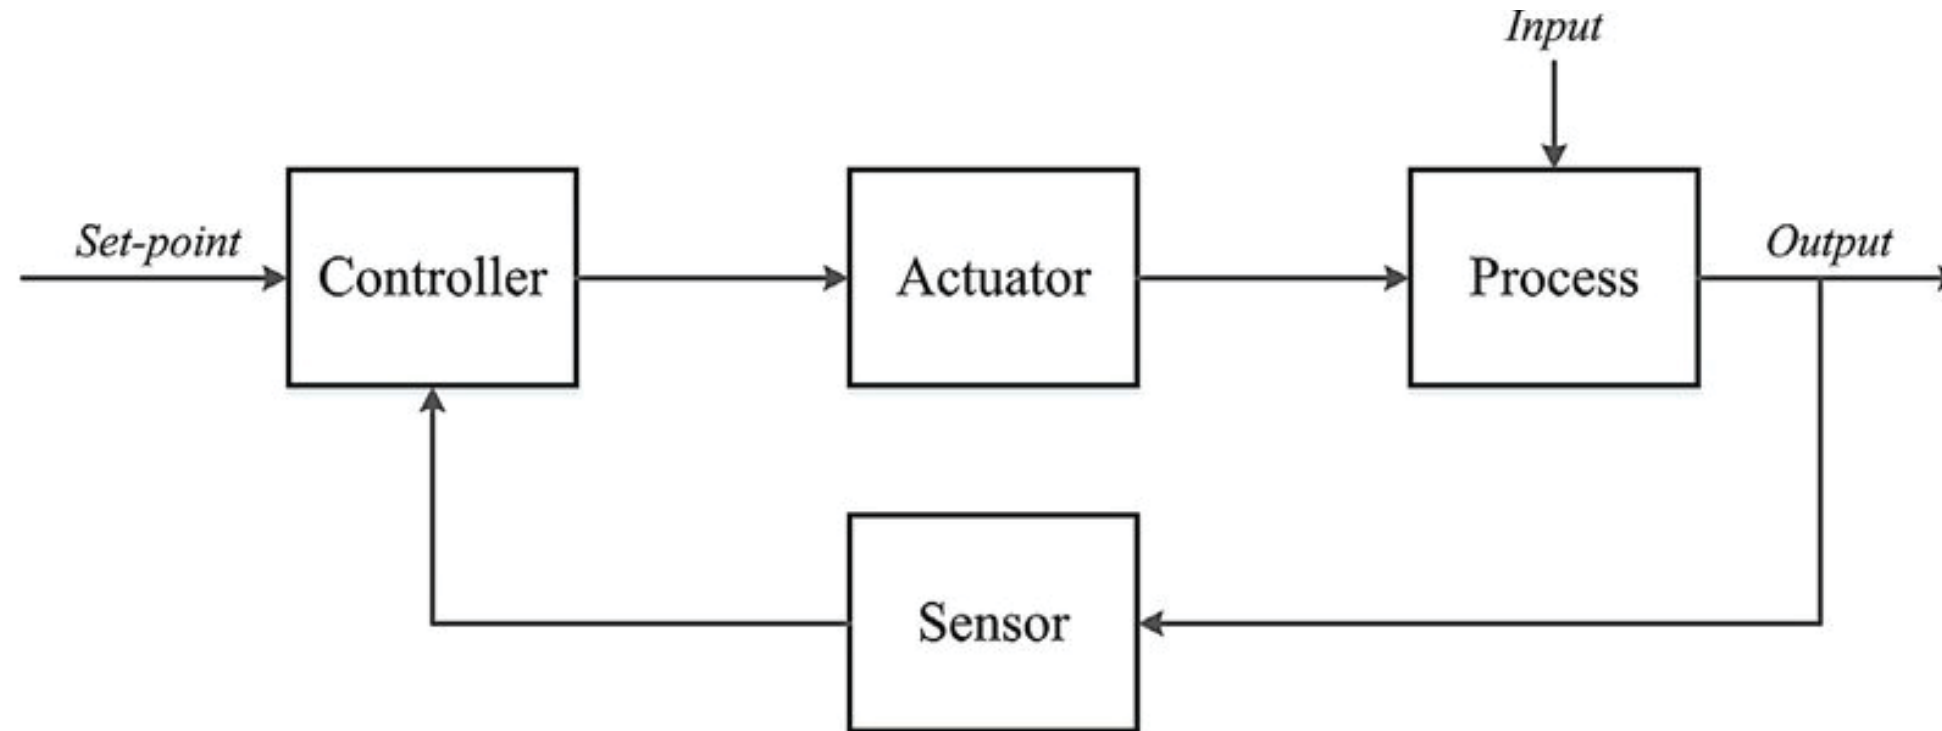 Input
Set-point
Controller
Actuator
Process
Output
Sensor